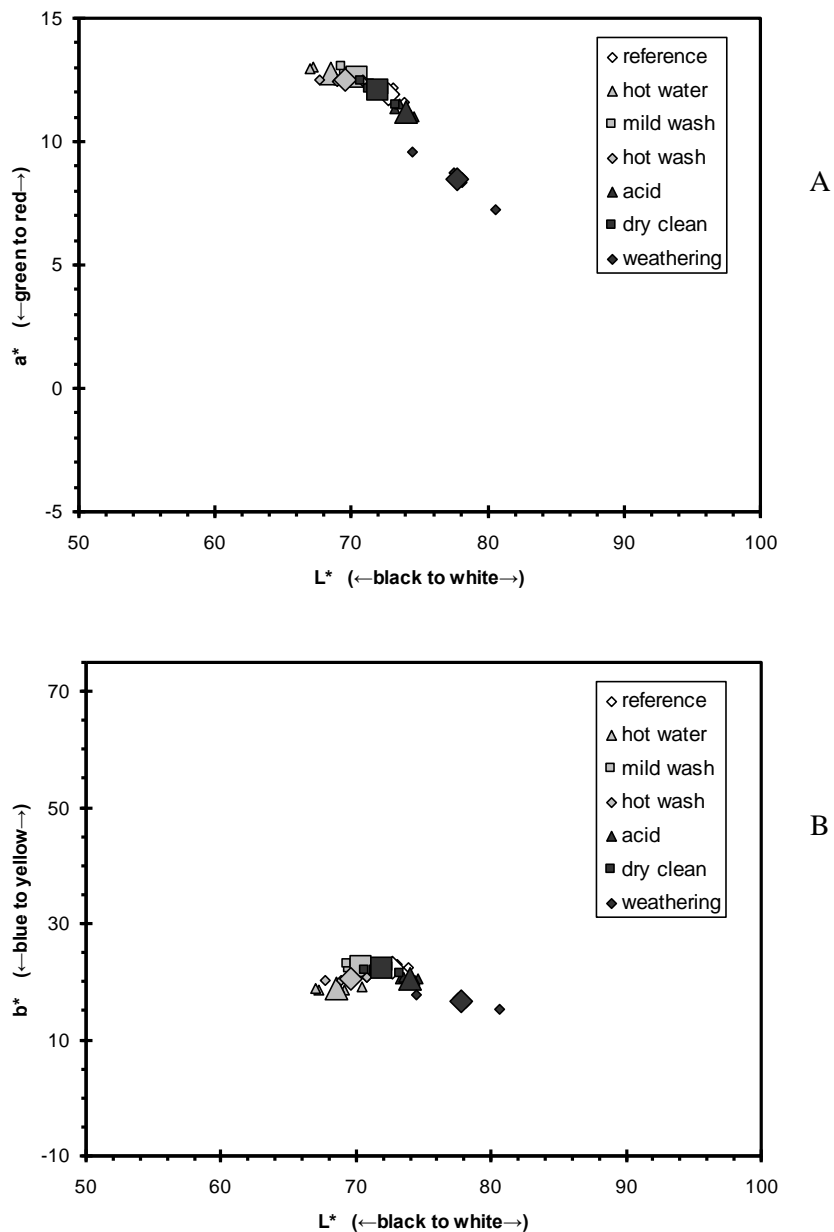 15
10
5
0
-5
a* (←green to red→)
reference
hot water
mild wash
hot wash
acid
dry clean
weathering
A
50 60 70 80 90 100
L* (←black to white→)
70
50
30
10
-10
b* (←blue to yellow→)
reference
hot water
mild wash
hot wash
acid
dry clean
weathering
B
50 60 70 80 90 100
L* (←black to white→)